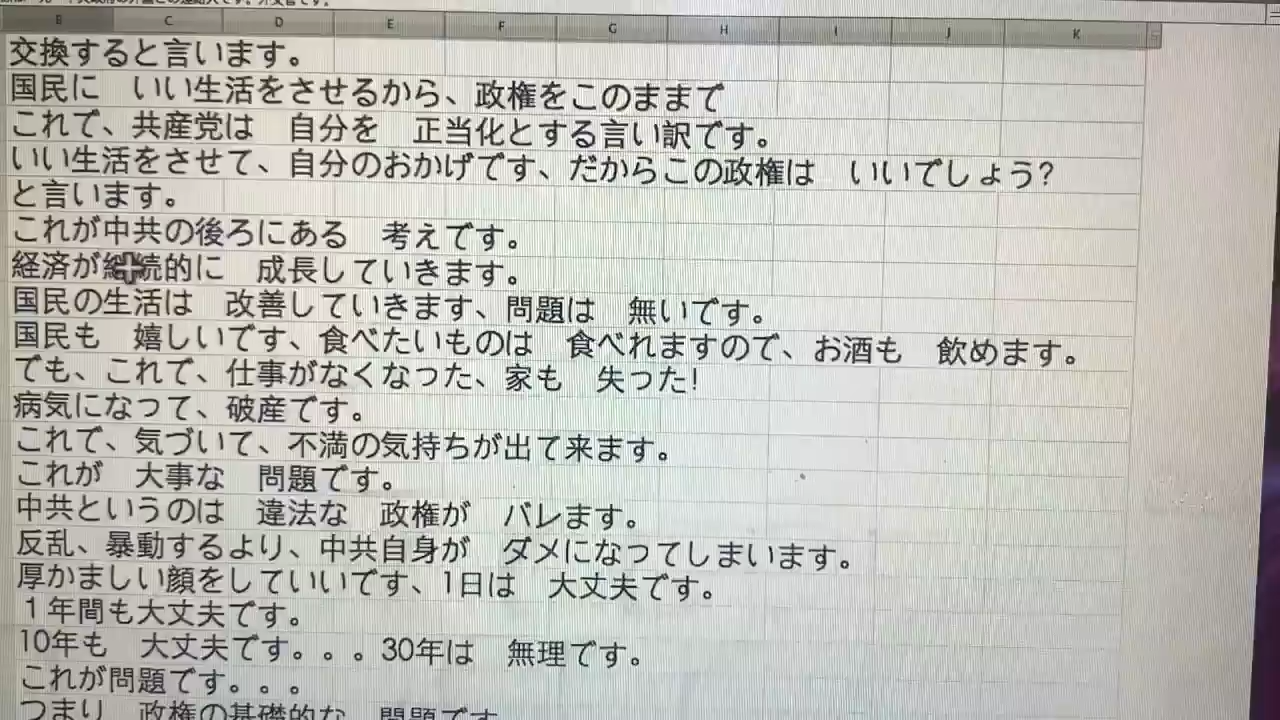 B C D E F G H I J K
交換すると言います。
国民に　いい生活をさせるから、政権をこのままで
これで、共産党は　自分を　正当化とする言い訳です。
いい生活をさせて、自分のおかげです、だからこの政権は　いいでしょう?
と言います。
これが中共の後ろにある　考えです。
経済が継続的に　成長していきます。
国民の生活は　改善していきます、問題は　無いです。
国民も　嬉しいです、食べたいものは　食べれますので、お酒も　飲めます。
でも、これで、仕事がなくなった、家も　失った!
病気になって、破産です。
これで、気づいて、不満の気持ちが出て来ます。
これが　大事な　問題です。
中共というのは　違法な　政権が　バレます。
反乱、暴動するより、中共自身が　ダメになってしまいます。
厚かましい顔をしていいです、1日は　大丈夫です。
１年間も大丈夫です。
10年も　大丈夫です。。。30年は　無理です。
これが問題です。。。
つまり　政権の基礎的な　問題です